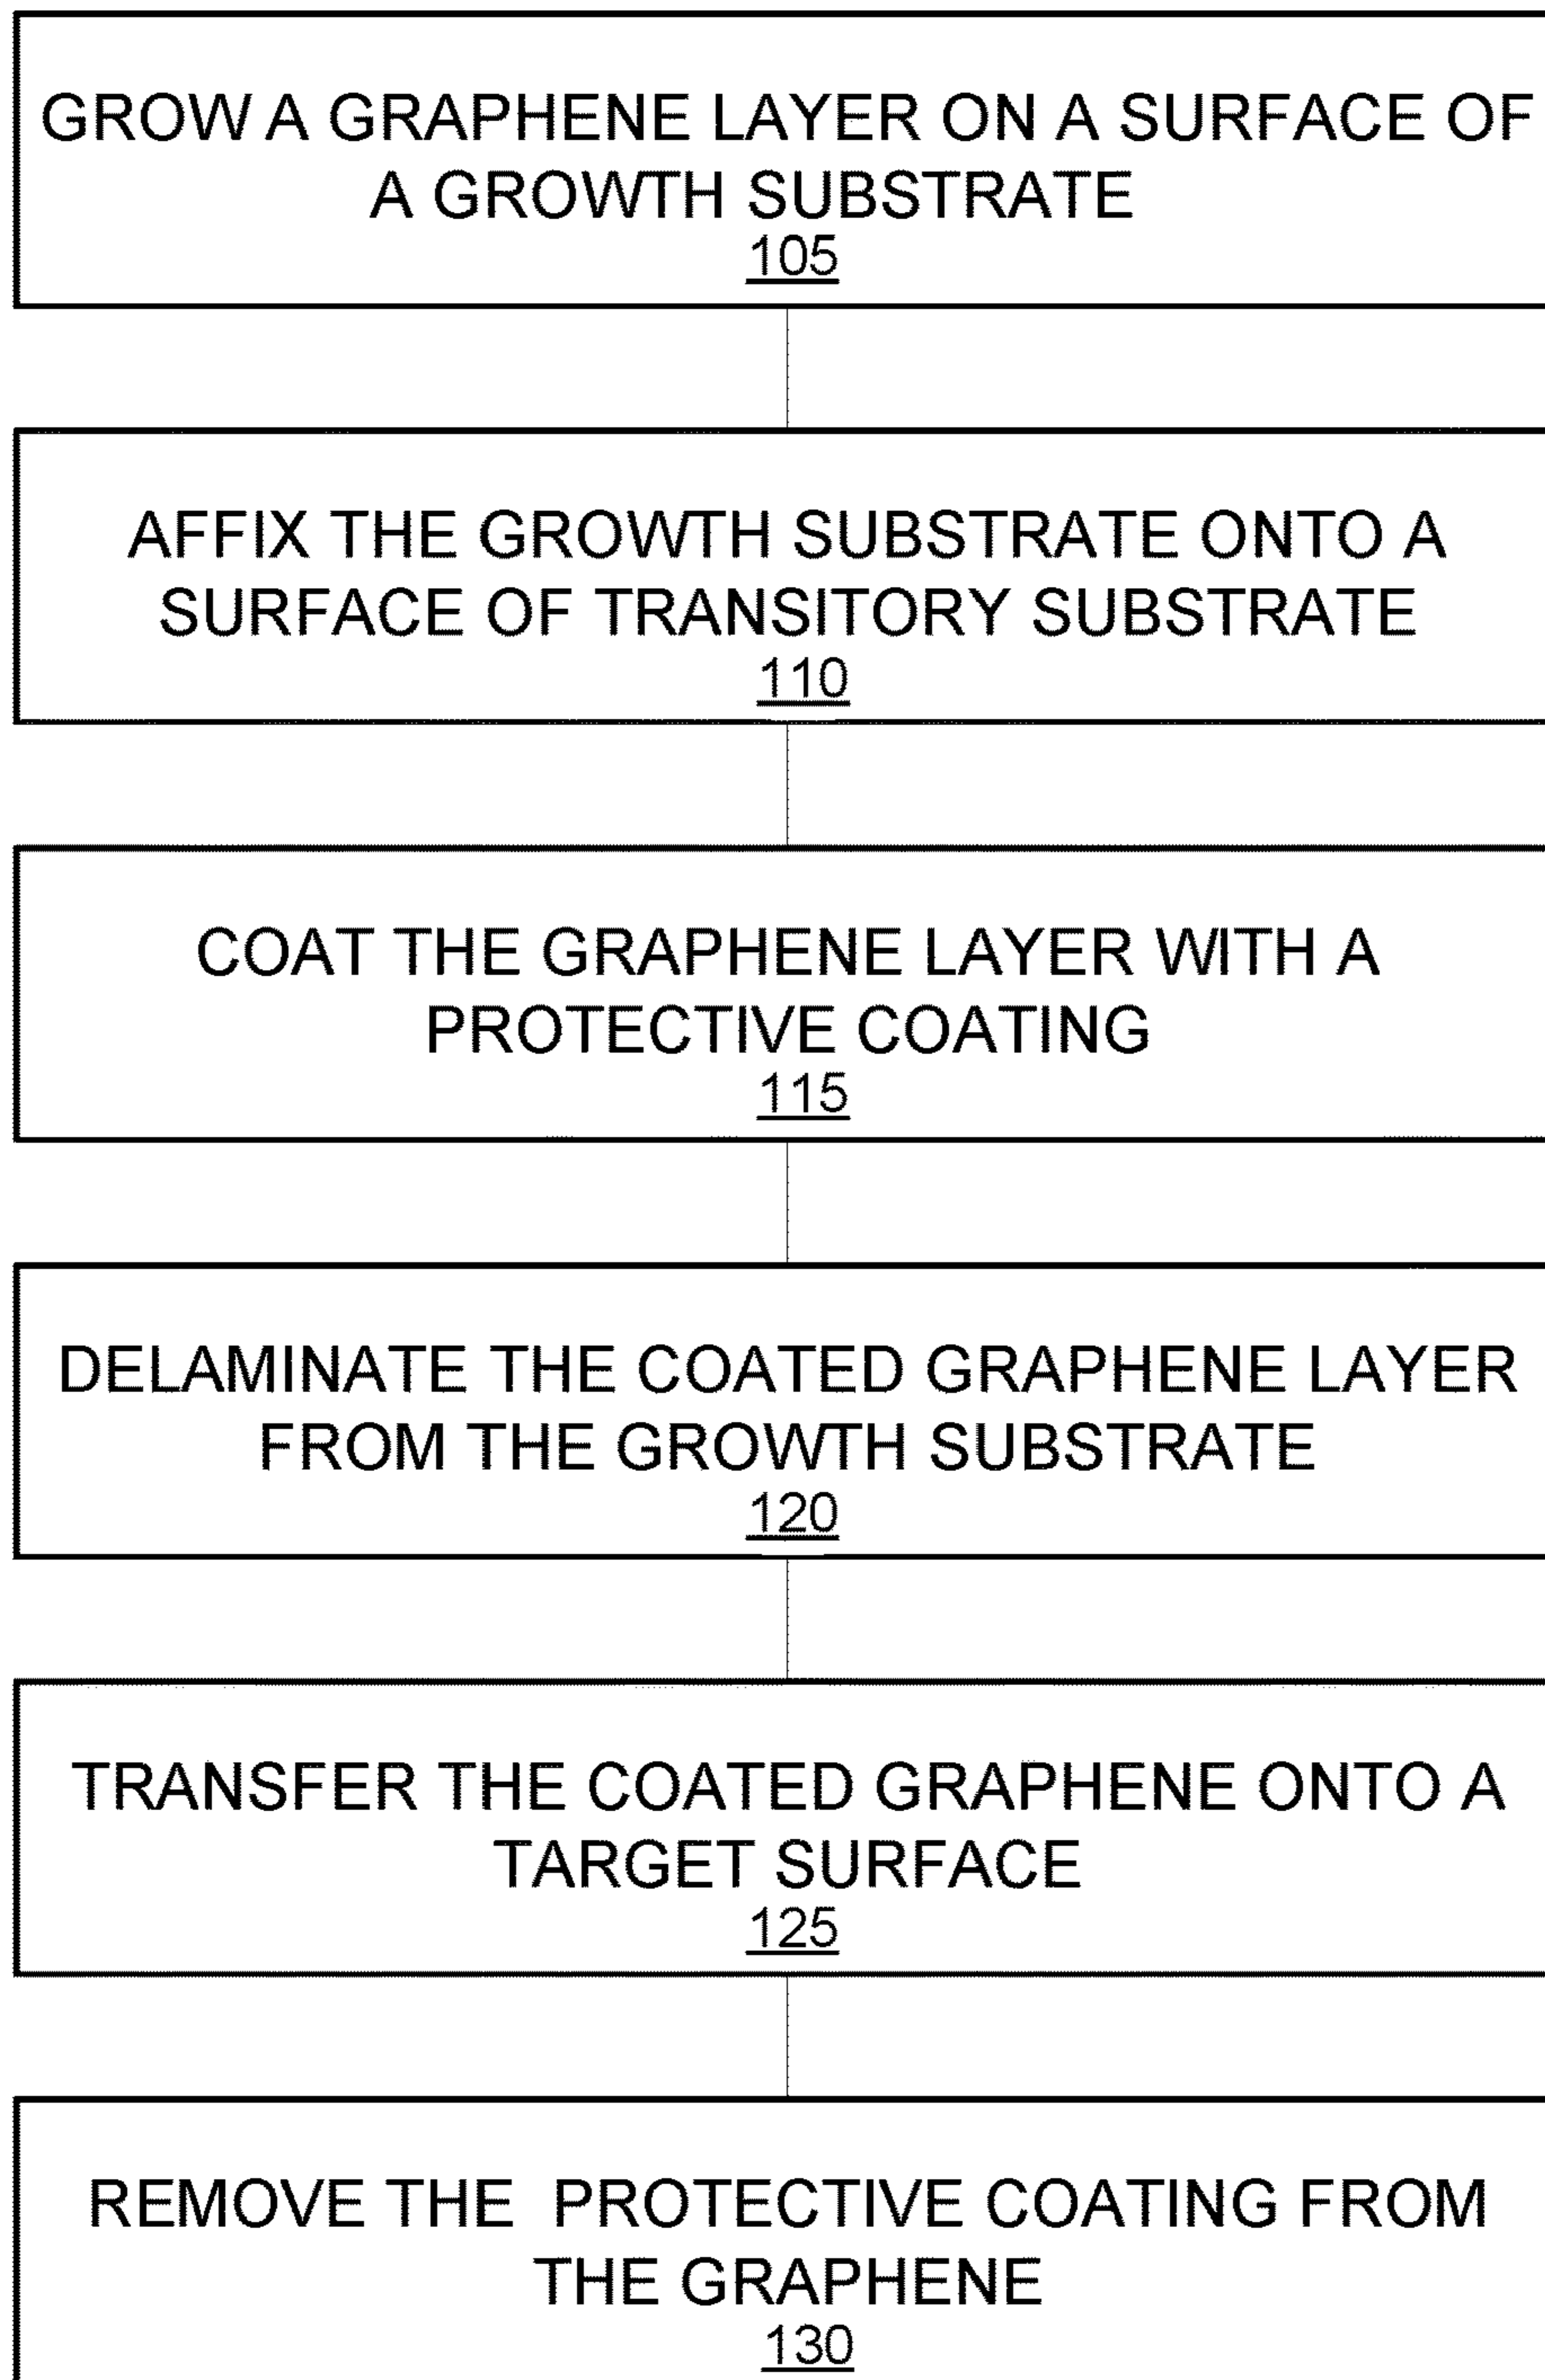 GROW A GRAPHENE LAYER ON A SURFACE OF
A GROWTH SUBSTRATE
105
AFFIX THE GROWTH SUBSTRATE ONTO A
SURFACE OF TRANSITORY SUBSTRATE
110
COAT THE GRAPHENE LAYER WITH A
PROTECTIVE COATING
115
DELAMINATE THE COATED GRAPHENE LAYER
FROM THE GROWTH SUBSTRATE
120
TRANSFER THE COATED GRAPHENE ONTO A
TARGET SURFACE
125
REMOVE THE PROTECTIVE COATING FROM
THE GRAPHENE
130